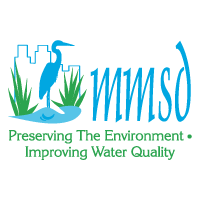 mmsd
Preserving The Environment •
Improving Water Quality